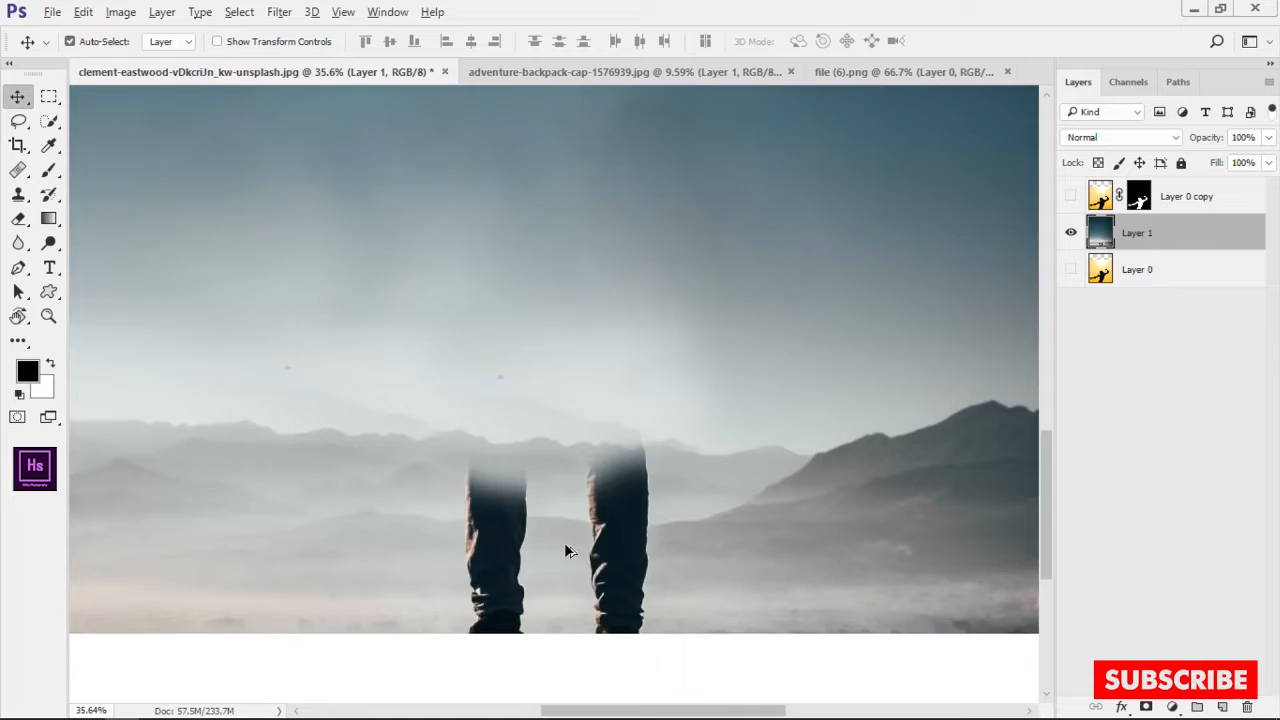 Ps File Edit Image Layer Type Select Filter 3D View Window Help
Auto-Select: Layer Show Transform Controls 3D Mode:
clement-eastwood-vDkcriJn_kw-unsplash.jpg @ 35.6% (Layer 1, RGB/8) * × adventure-backpack-cap-1576939.jpg @ 9.59% (Layer 1, RGB/8... × file (6).png @ 66.7% (Layer 0, RGB/... ×
Layers Channels Paths
Kind
Normal Opacity: 100%
Lock: Fill: 100%
Layer 0 copy
Layer 1
Layer 0
Hs
SUBSCRIBE
35.64% Doc: 57.5M/233.7M